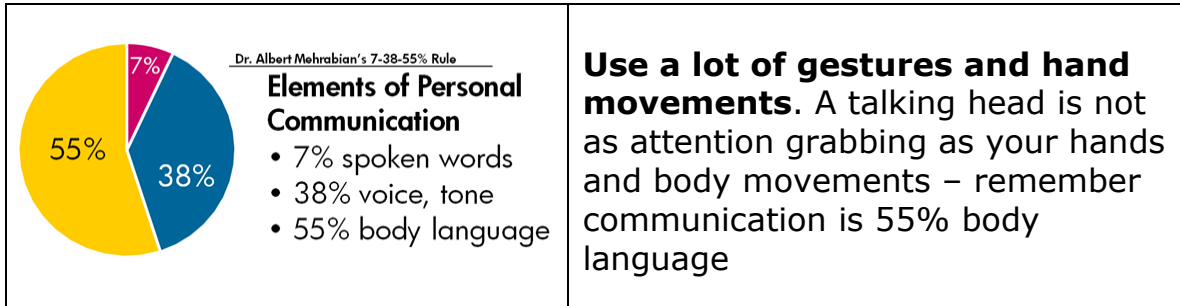 7%
55%
38%
Dr. Albert Mehrabian's 7-38-55% Rule
Elements of Personal
Communication
• 7% spoken words
• 38% voice, tone
• 55% body language
Use a lot of gestures and hand
movements. A talking head is not
as attention grabbing as your hands
and body movements – remember
communication is 55% body
language